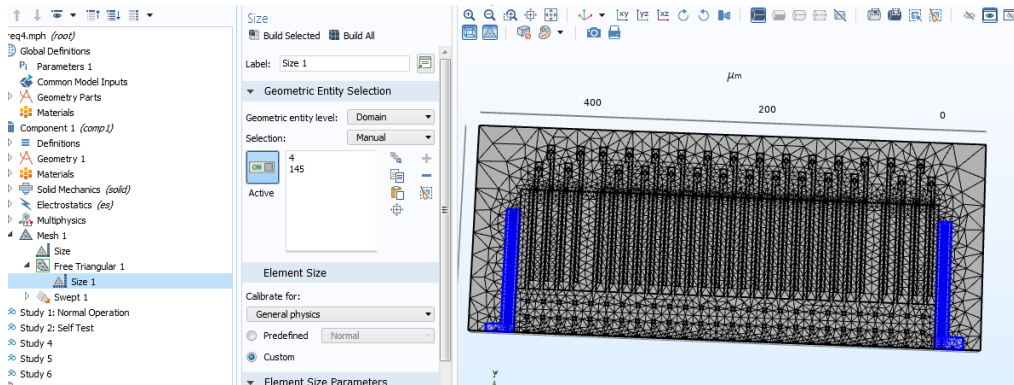 req4.mph (root)
Global Definitions
Pi Parameters 1
Common Model Inputs
Geometry Parts
Materials
Component 1 (comp1)
Definitions
Geometry 1
Materials
Solid Mechanics (solid)
Electrostatics (es)
Multiphysics
Mesh 1
Size
Free Triangular 1
Size 1
Swept 1
Study 1: Normal Operation
Study 2: Self Test
Study 4
Study 5
Study 6
Size
Build Selected Build All
Label: Size 1
Geometric Entity Selection
Geometric entity level: Domain
Selection: Manual
ON
Active
4
145
Element Size
Calibrate for:
General physics
Predefined Normal
Custom
Element Size Parameters
xy yz xz
μm
400 200 0
y